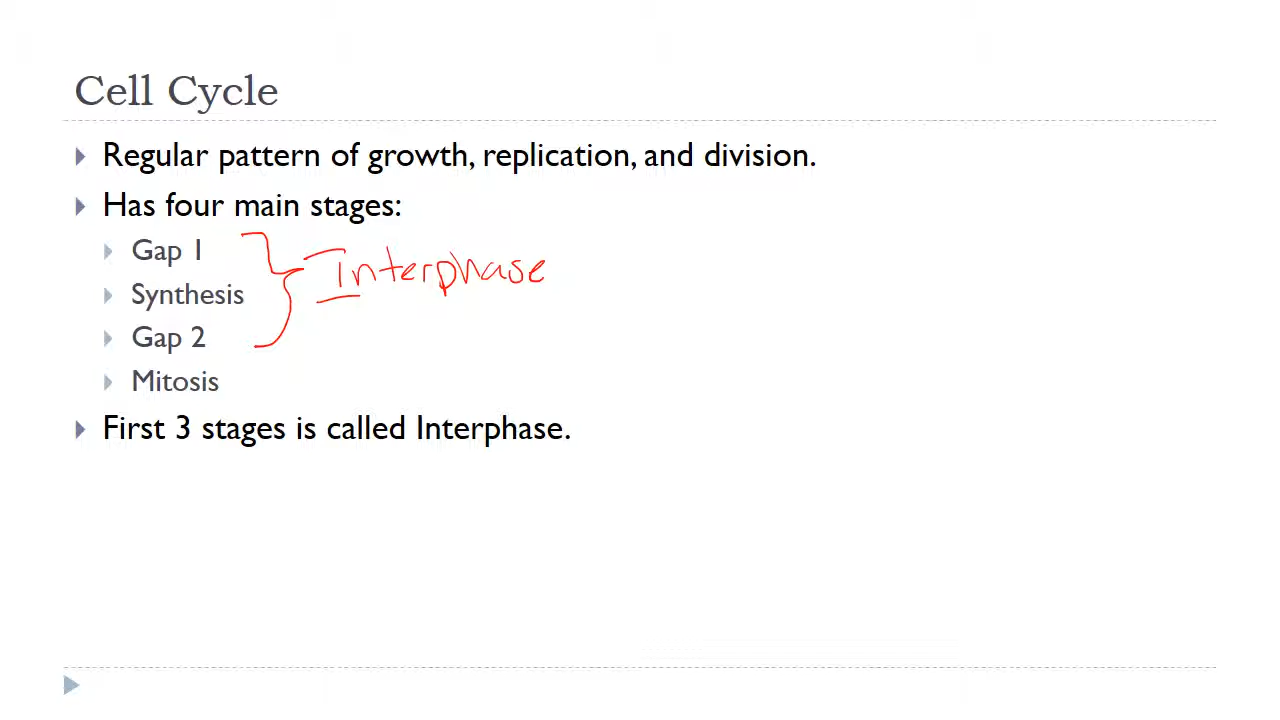 Cell Cycle
Regular pattern of growth, replication, and division.
Has four main stages:
Gap 1
Synthesis
Gap 2
Interphase
Mitosis
First 3 stages is called Interphase.